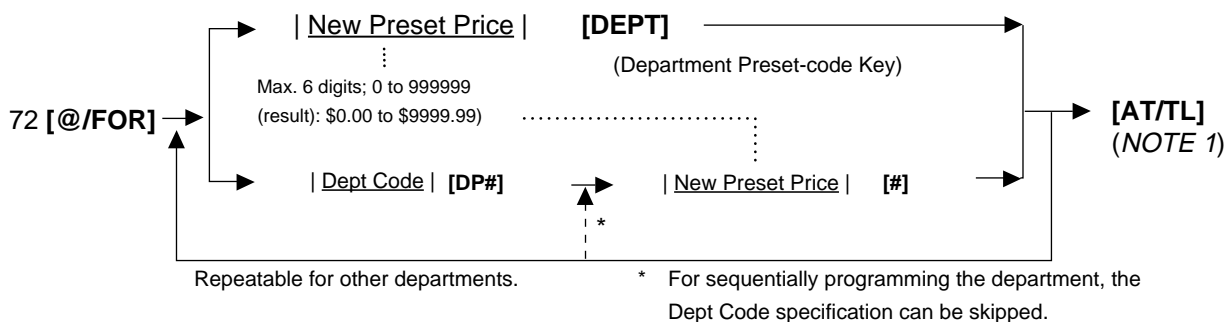 | New Preset Price | [DEPT]
(Department Preset-code Key)
Max. 6 digits; 0 to 999999
(result): $0.00 to $9999.99)
72 [@/FOR]
[AT/TL]
(NOTE 1)
| Dept Code | [DP#]
| New Preset Price | [#]
*
Repeatable for other departments.
* For sequentially programming the department, the
Dept Code specification can be skipped.